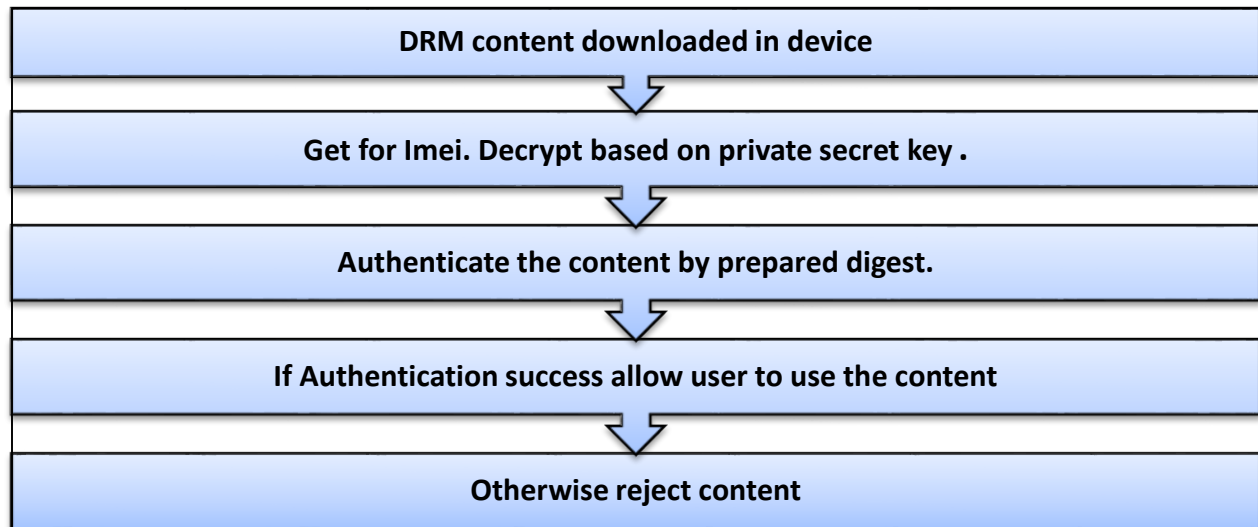 DRM content downloaded in device
Get for Imei. Decrypt based on private secret key .
Authenticate the content by prepared digest.
If Authentication success allow user to use the content
Otherwise reject content